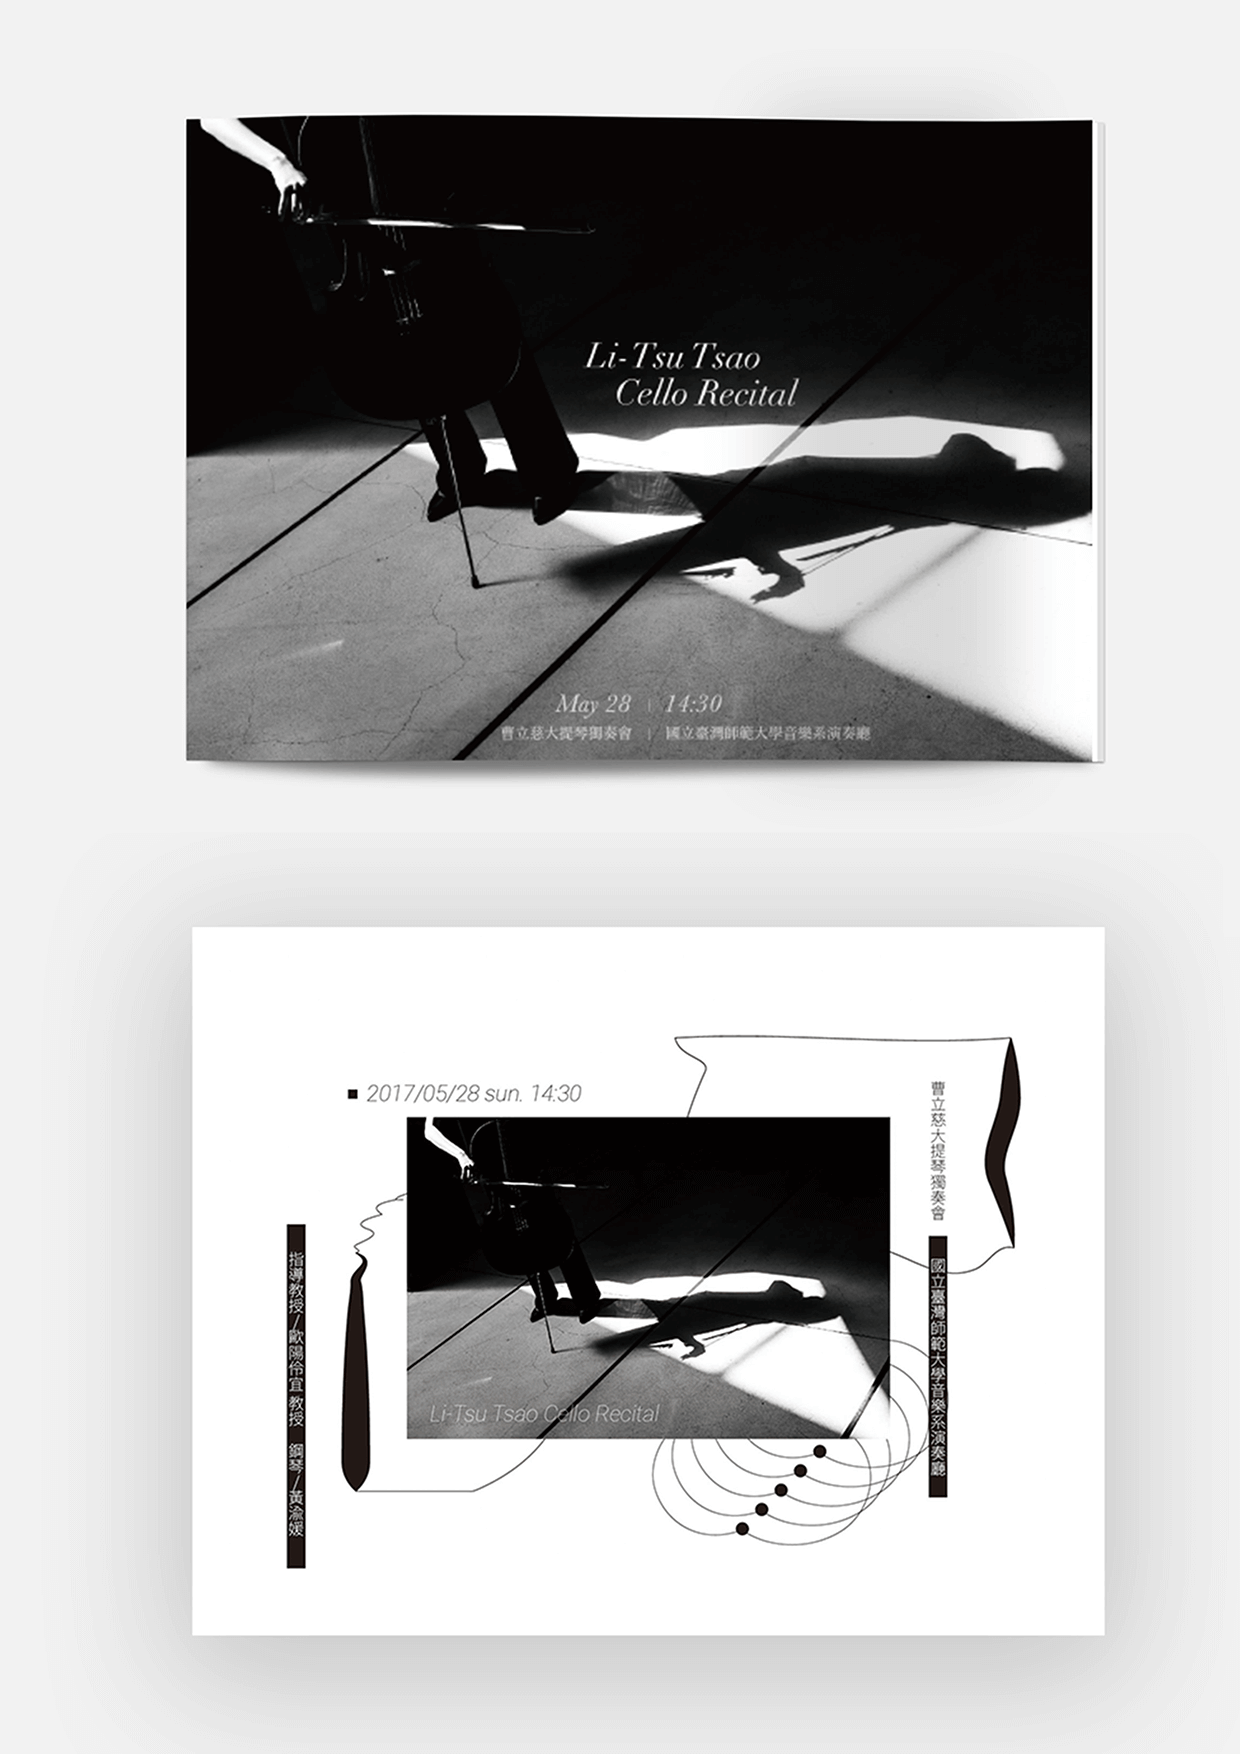 Li-Tsu Tsao
Cello Recital
May 28 | 14:30
曹立慈大提琴獨奏會 | 國立臺灣師範大學音樂系演奏廳
2017/05/28 sun. 14:30
曹立慈大提琴獨奏會
國立臺灣師範大學音樂系演奏廳
指導教授/歐陽伶宜 教授 鋼琴/黃渝媛
Li-Tsu Tsao Cello Recital